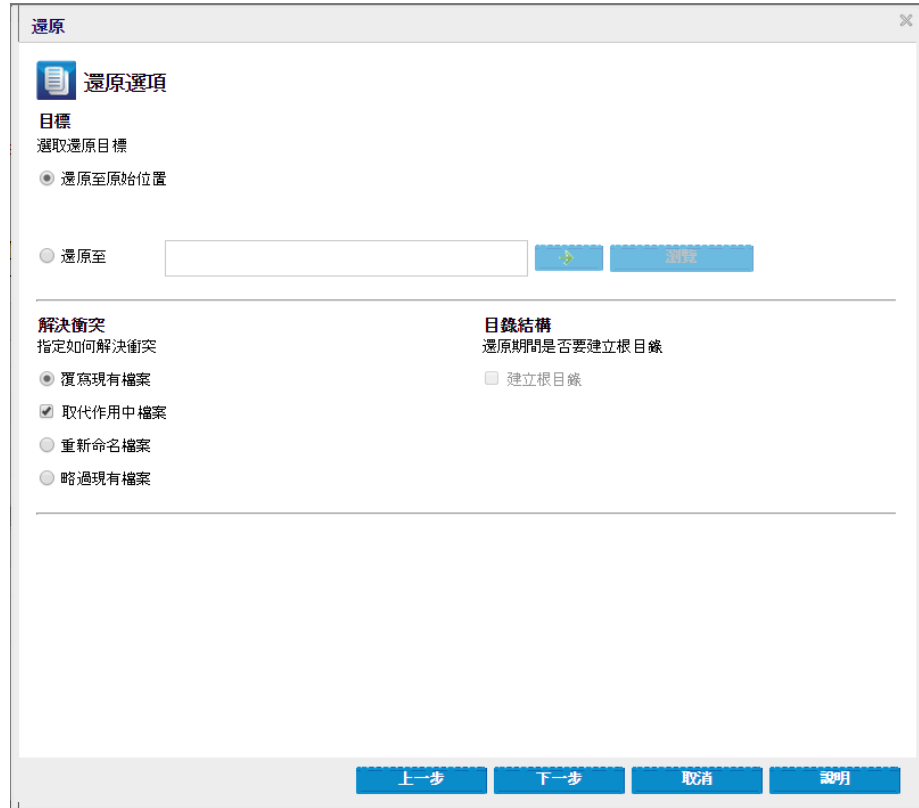 還原
還原選項
目標
選取還原目標
還原至原始位置
還原至
瀏覽
解決衝突
指定如何解決衝突
覆寫現有檔案
取代作用中檔案
重新命名檔案
略過現有檔案
目錄結構
還原期間是否要建立根目錄
建立根目錄
上一步 下一步 取消 說明